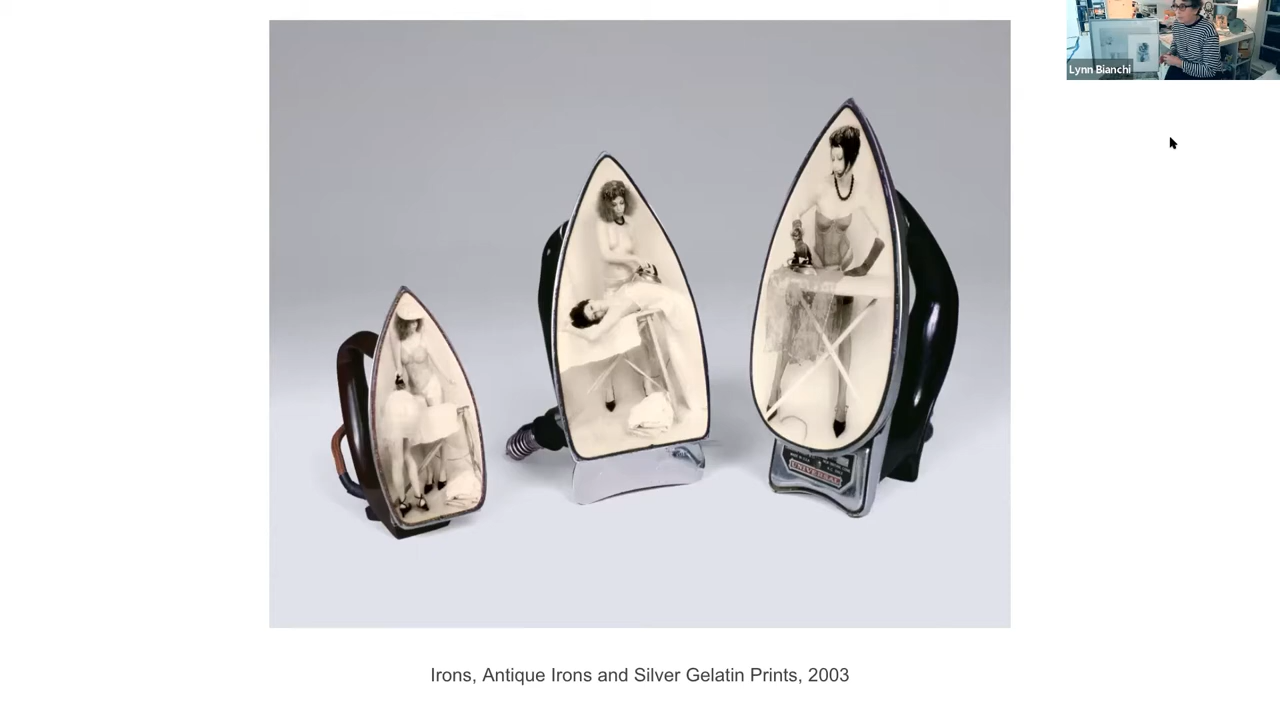 Lynn Bianchi
UNIVERSAL
Irons, Antique Irons and Silver Gelatin Prints, 2003